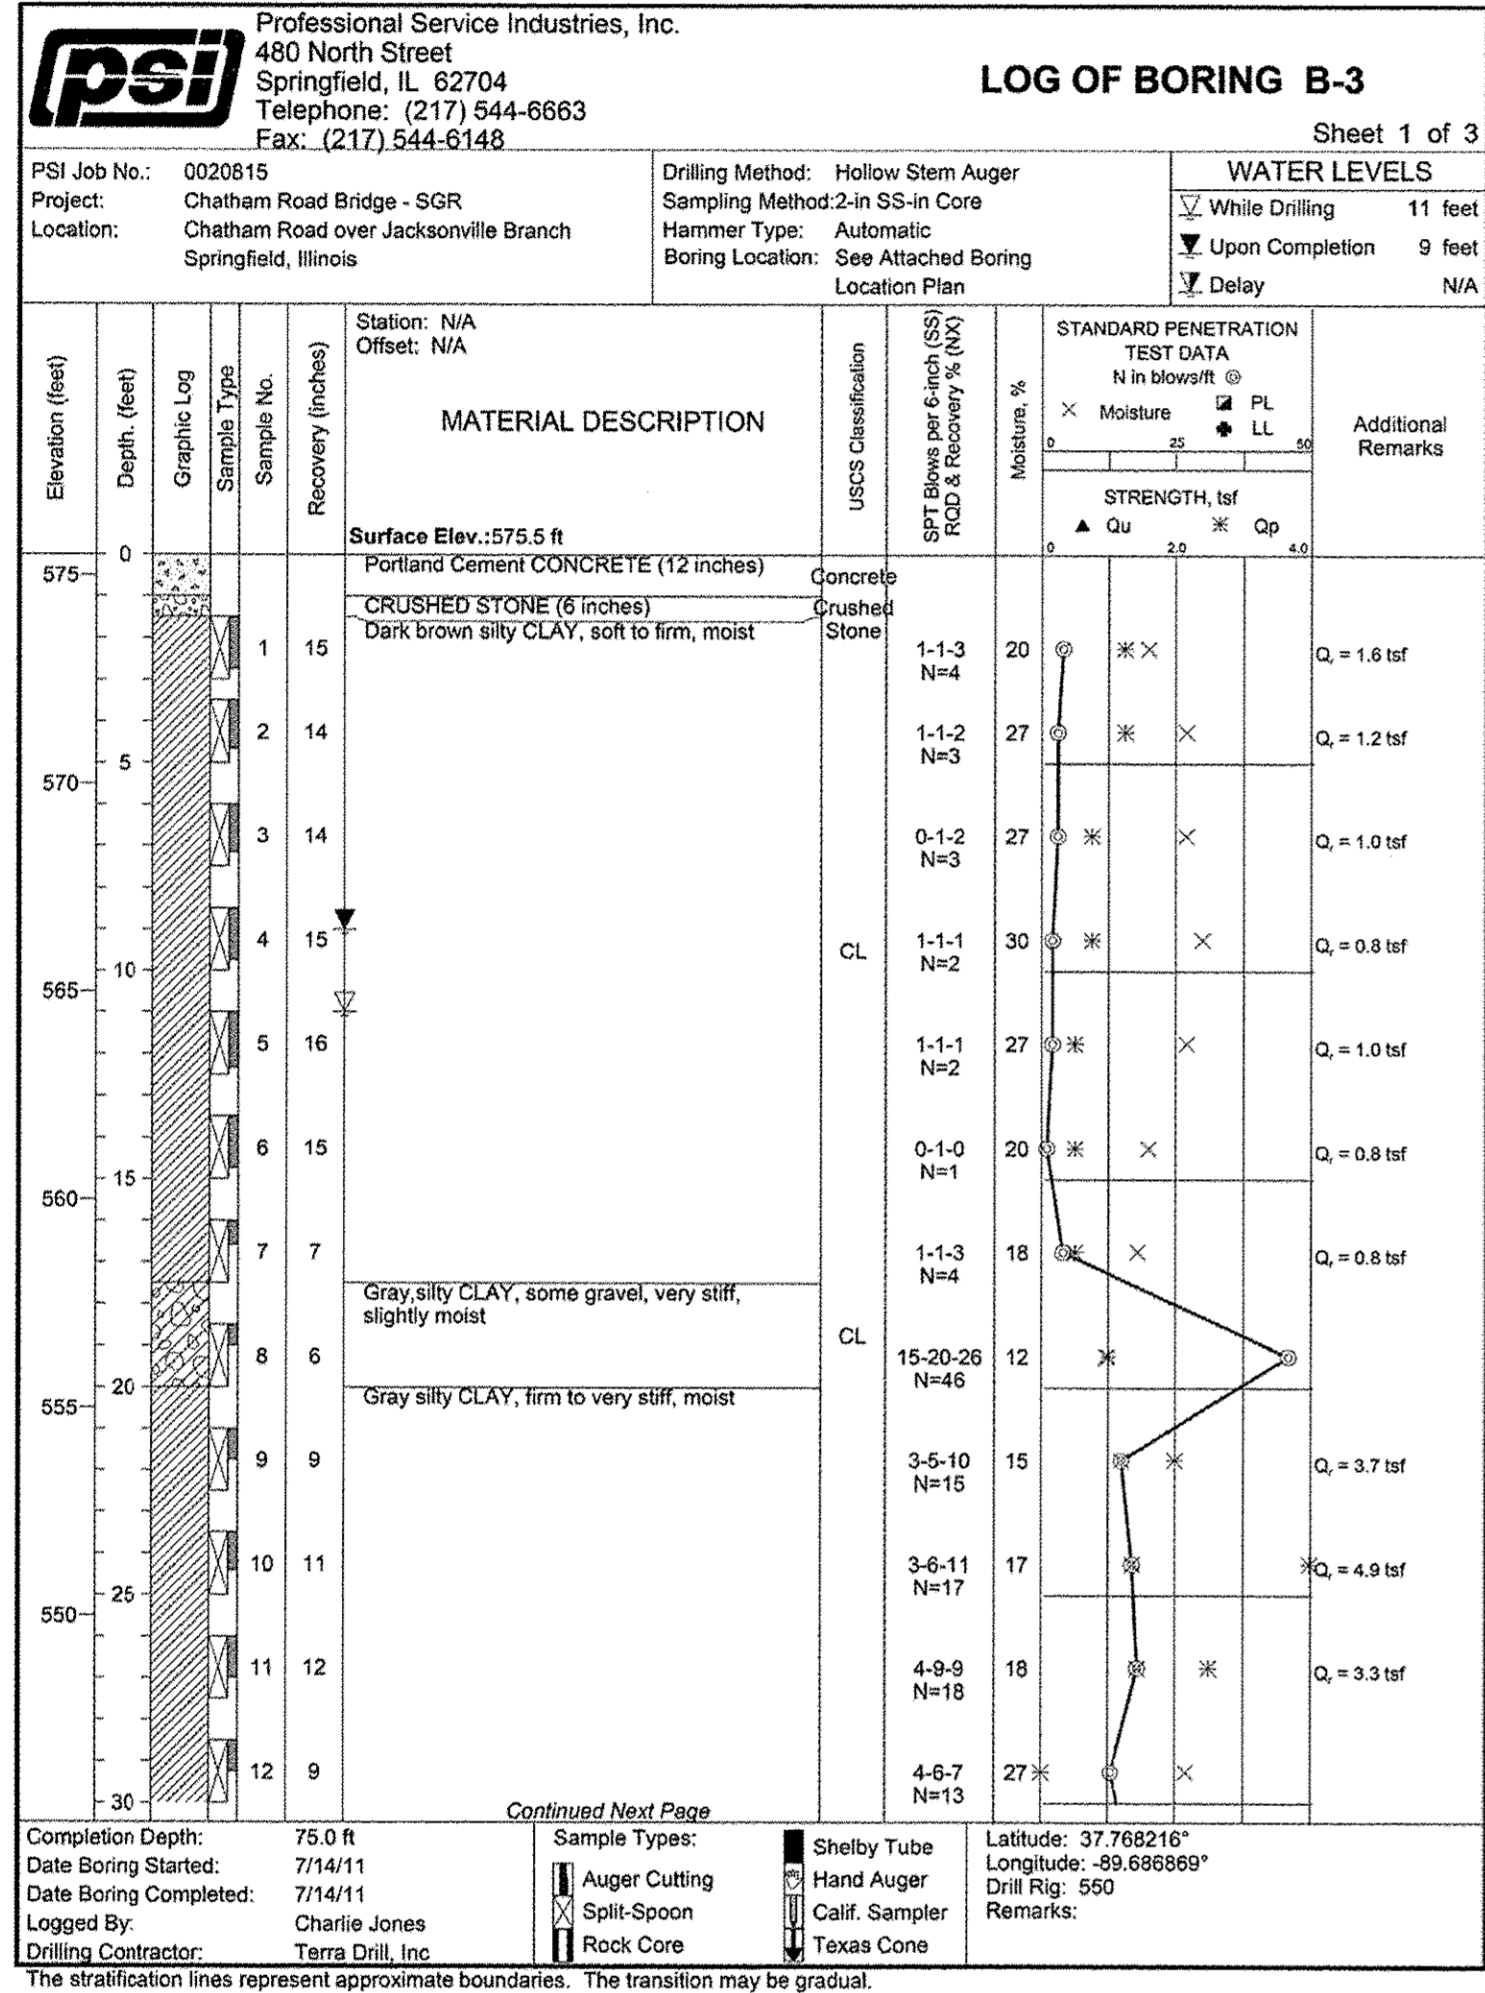 psi
Professional Service Industries, Inc.
480 North Street
Springfield, IL 62704
Telephone: (217) 544-6663
Fax: (217) 544-6148
LOG OF BORING B-3
Sheet 1 of 3
PSI Job No.: 0020815
Project: Chatham Road Bridge - SGR
Location: Chatham Road over Jacksonville Branch
Springfield, Illinois
Drilling Method: Hollow Stem Auger
Sampling Method:2-in SS-in Core
Hammer Type: Automatic
Boring Location: See Attached Boring
Location Plan
WATER LEVELS
While Drilling 11 feet
Upon Completion 9 feet
Delay N/A
Elevation (feet)
Depth. (feet)
Graphic Log
Sample Type
Sample No.
Recovery (inches)
Station: N/A
Offset: N/A
MATERIAL DESCRIPTION
Surface Elev.:575.5 ft
USCS Classification
SPT Blows per 6-inch (SS)
RQD & Recovery % (NX)
Moisture, %
STANDARD PENETRATION
TEST DATA
N in blows/ft
× Moisture PL
LL
0 25 50
STRENGTH, tsf
▲ Qu ✳ Qp
0 2.0 4.0
Additional
Remarks
0
575
Portland Cement CONCRETE (12 inches)
Concrete
CRUSHED STONE (6 inches)
Crushed
Stone
Dark brown silty CLAY, soft to firm, moist
1 15 1-1-3 20 Qr = 1.6 tsf
N=4
2 14 1-1-2 27 Qr = 1.2 tsf
N=3
5
570
3 14 0-1-2 27 Qr = 1.0 tsf
N=3
4 15 CL 1-1-1 30 Qr = 0.8 tsf
N=2
10
565
5 16 1-1-1 27 Qr = 1.0 tsf
N=2
6 15 0-1-0 20 Qr = 0.8 tsf
N=1
15
560
7 7 1-1-3 18 Qr = 0.8 tsf
N=4
Gray,silty CLAY, some gravel, very stiff,
slightly moist
CL
8 6 15-20-26 12
N=46
20
555
Gray silty CLAY, firm to very stiff, moist
9 9 3-5-10 15 Qr = 3.7 tsf
N=15
10 11 3-6-11 17 Qr = 4.9 tsf
N=17
25
550
11 12 4-9-9 18 Qr = 3.3 tsf
N=18
12 9 4-6-7 27
N=13
30
Continued Next Page
Completion Depth: 75.0 ft
Date Boring Started: 7/14/11
Date Boring Completed: 7/14/11
Logged By: Charlie Jones
Drilling Contractor: Terra Drill, Inc
Sample Types:
Auger Cutting
Split-Spoon
Rock Core
Shelby Tube
Hand Auger
Calif. Sampler
Texas Cone
Latitude: 37.768216°
Longitude: -89.686869°
Drill Rig: 550
Remarks:
The stratification lines represent approximate boundaries. The transition may be gradual.